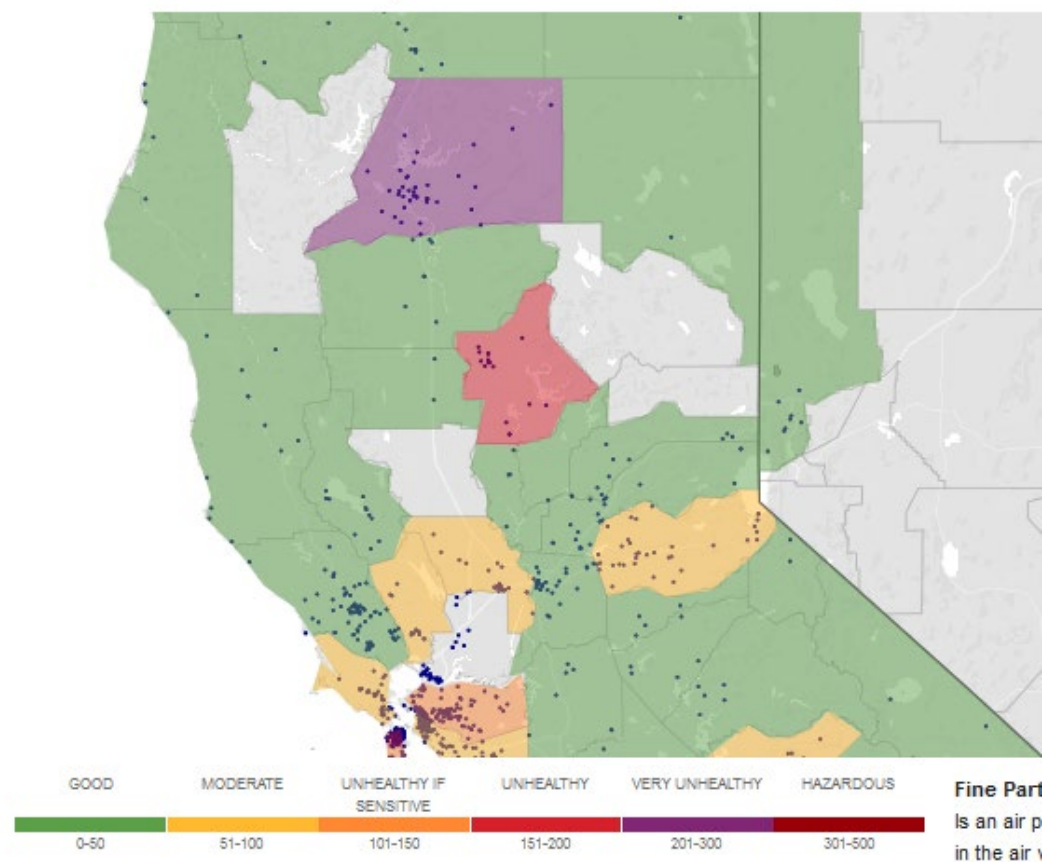 GOOD
MODERATE
UNHEALTHY IF
SENSITIVE
UNHEALTHY
VERY UNHEALTHY
HAZARDOUS
0-50
51-100
101-150
151-200
201-300
301-500
Fine Part
Is an air p
in the air v